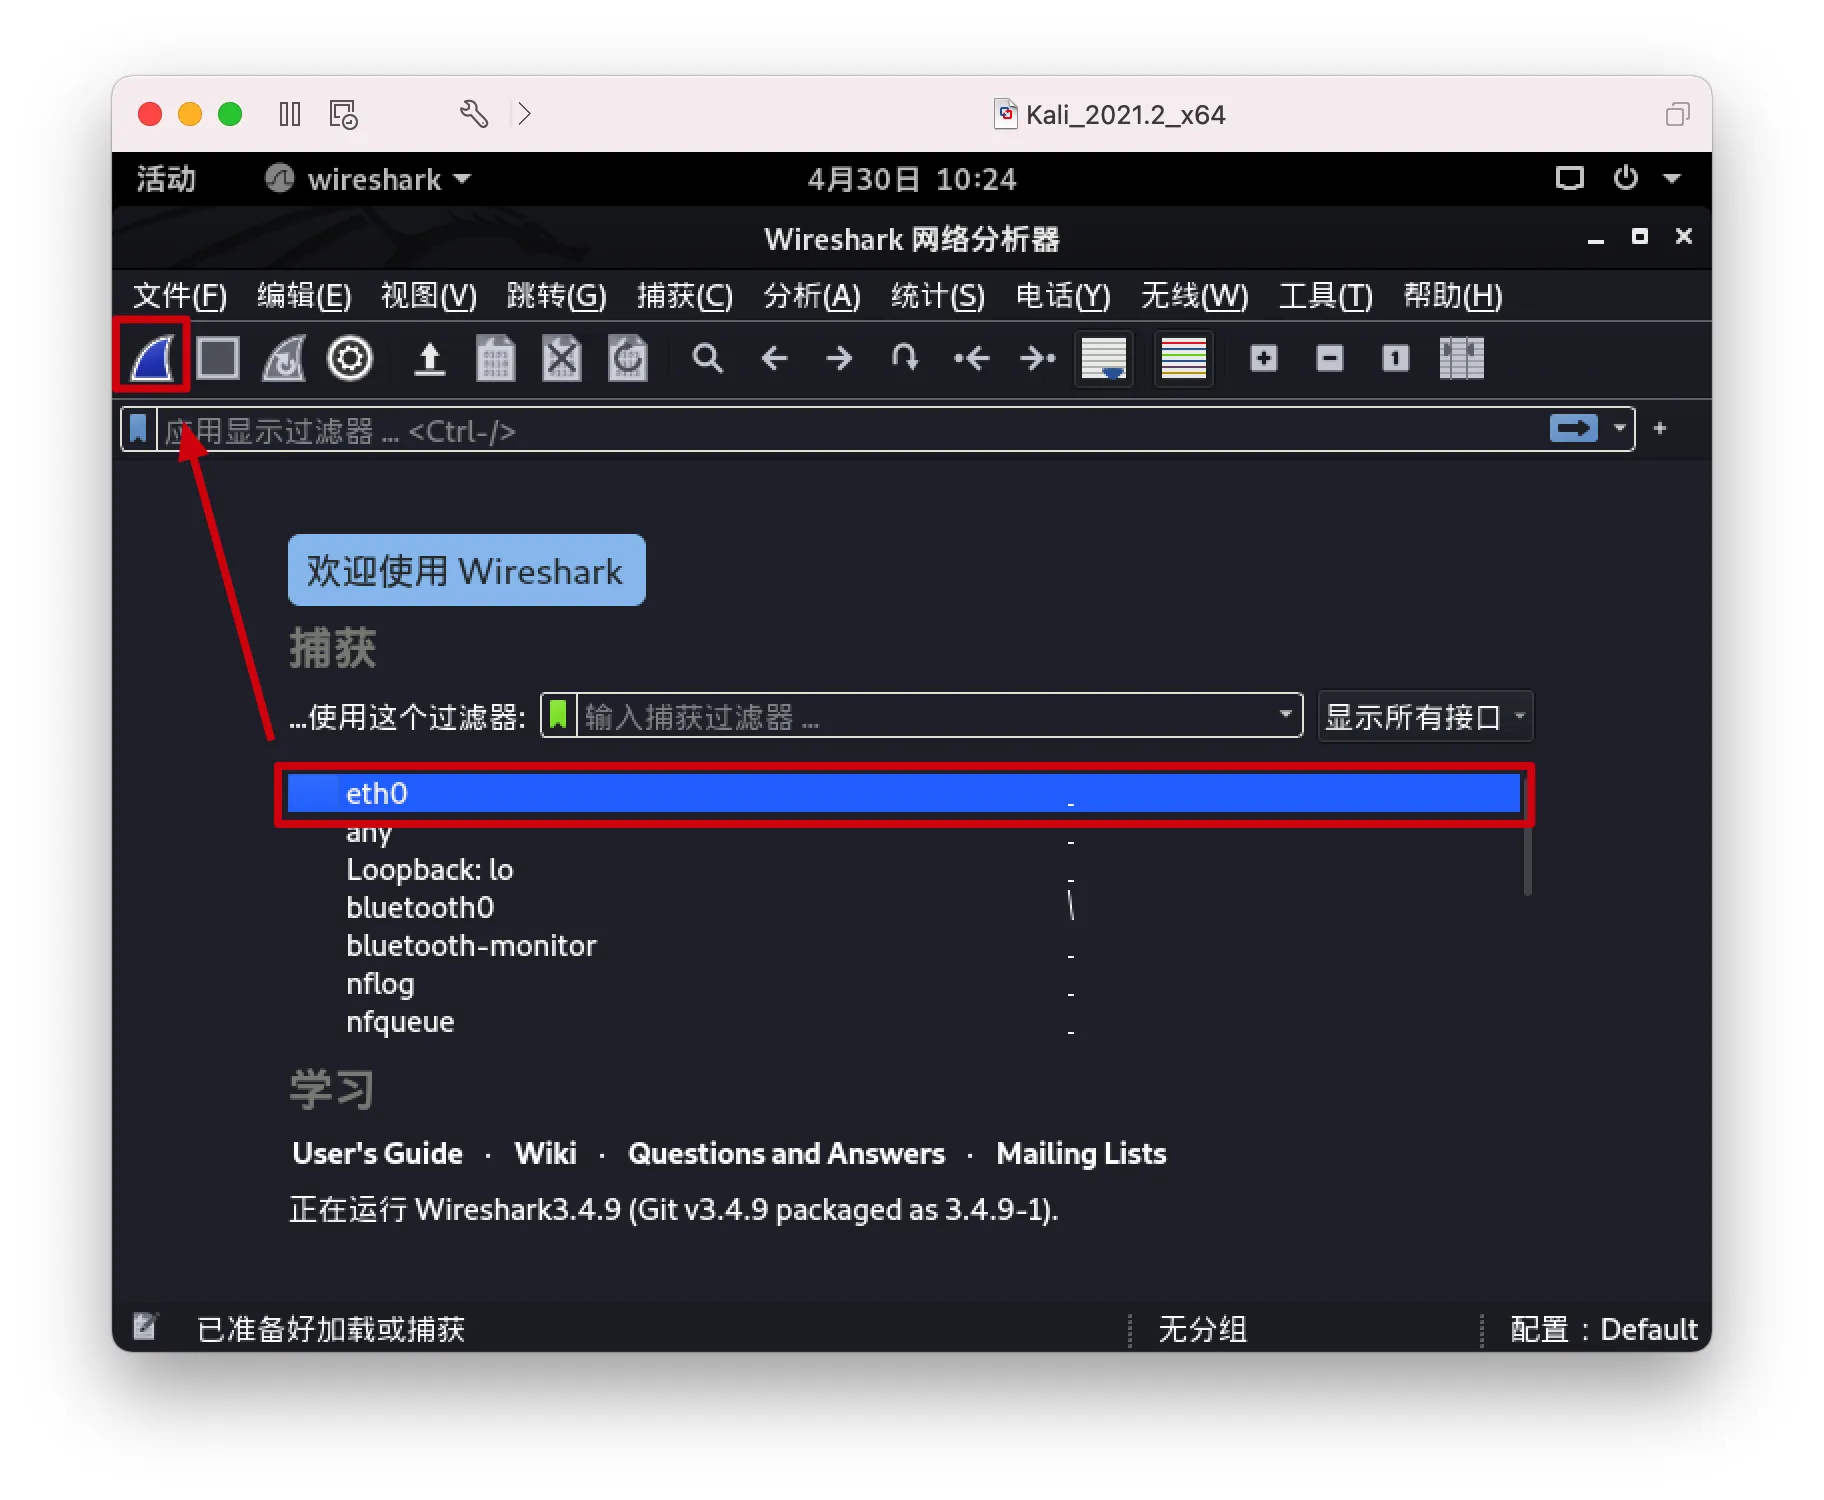 Kali_2021.2_x64
活动 wireshark 4月30日 10:24
Wireshark 网络分析器
文件(F) 编辑(E) 视图(V) 跳转(G) 捕获(C) 分析(A) 统计(S) 电话(Y) 无线(W) 工具(T) 帮助(H)
应用显示过滤器 … <Ctrl-/>
欢迎使用 Wireshark
捕获
…使用这个过滤器: 输入捕获过滤器 … 显示所有接口
eth0
any
Loopback: lo
bluetooth0
bluetooth-monitor
nflog
nfqueue
学习
User's Guide · Wiki · Questions and Answers · Mailing Lists
正在运行 Wireshark3.4.9 (Git v3.4.9 packaged as 3.4.9-1).
已准备好加载或捕获 无分组 配置：Default